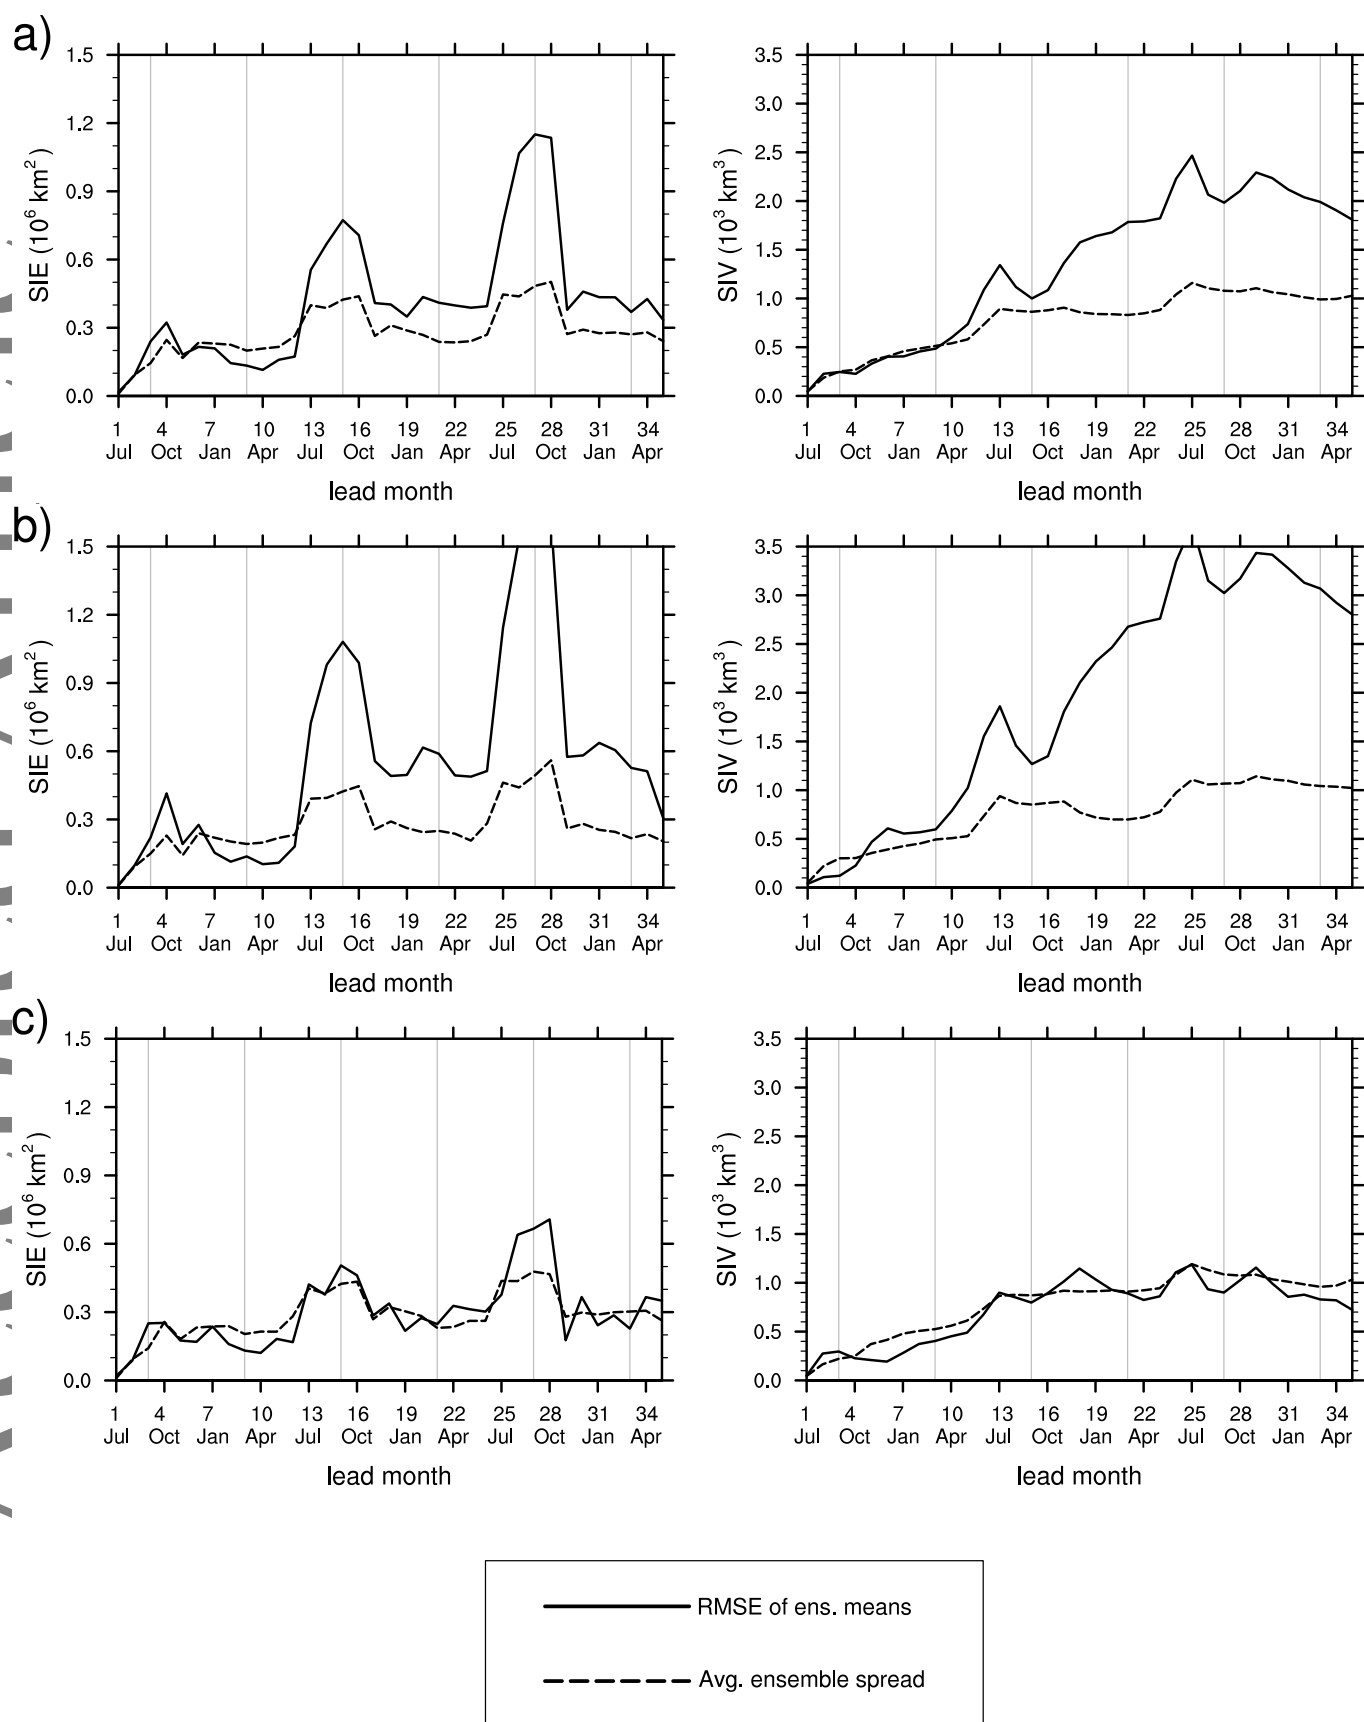 a)
1.5
1.2
0.9
0.6
0.3
0.0
SIE (10⁶ km²)
1 4 7 10 13 16 19 22 25 28 31 34
Jul Oct Jan Apr Jul Oct Jan Apr Jul Oct Jan Apr
lead month
3.5
3.0
2.5
2.0
1.5
1.0
0.5
0.0
SIV (10³ km³)
1 4 7 10 13 16 19 22 25 28 31 34
Jul Oct Jan Apr Jul Oct Jan Apr Jul Oct Jan Apr
lead month
b)
1.5
1.2
0.9
0.6
0.3
0.0
SIE (10⁶ km²)
1 4 7 10 13 16 19 22 25 28 31 34
Jul Oct Jan Apr Jul Oct Jan Apr Jul Oct Jan Apr
lead month
3.5
3.0
2.5
2.0
1.5
1.0
0.5
0.0
SIV (10³ km³)
1 4 7 10 13 16 19 22 25 28 31 34
Jul Oct Jan Apr Jul Oct Jan Apr Jul Oct Jan Apr
lead month
c)
1.5
1.2
0.9
0.6
0.3
0.0
SIE (10⁶ km²)
1 4 7 10 13 16 19 22 25 28 31 34
Jul Oct Jan Apr Jul Oct Jan Apr Jul Oct Jan Apr
lead month
3.5
3.0
2.5
2.0
1.5
1.0
0.5
0.0
SIV (10³ km³)
1 4 7 10 13 16 19 22 25 28 31 34
Jul Oct Jan Apr Jul Oct Jan Apr Jul Oct Jan Apr
lead month
RMSE of ens. means
Avg. ensemble spread